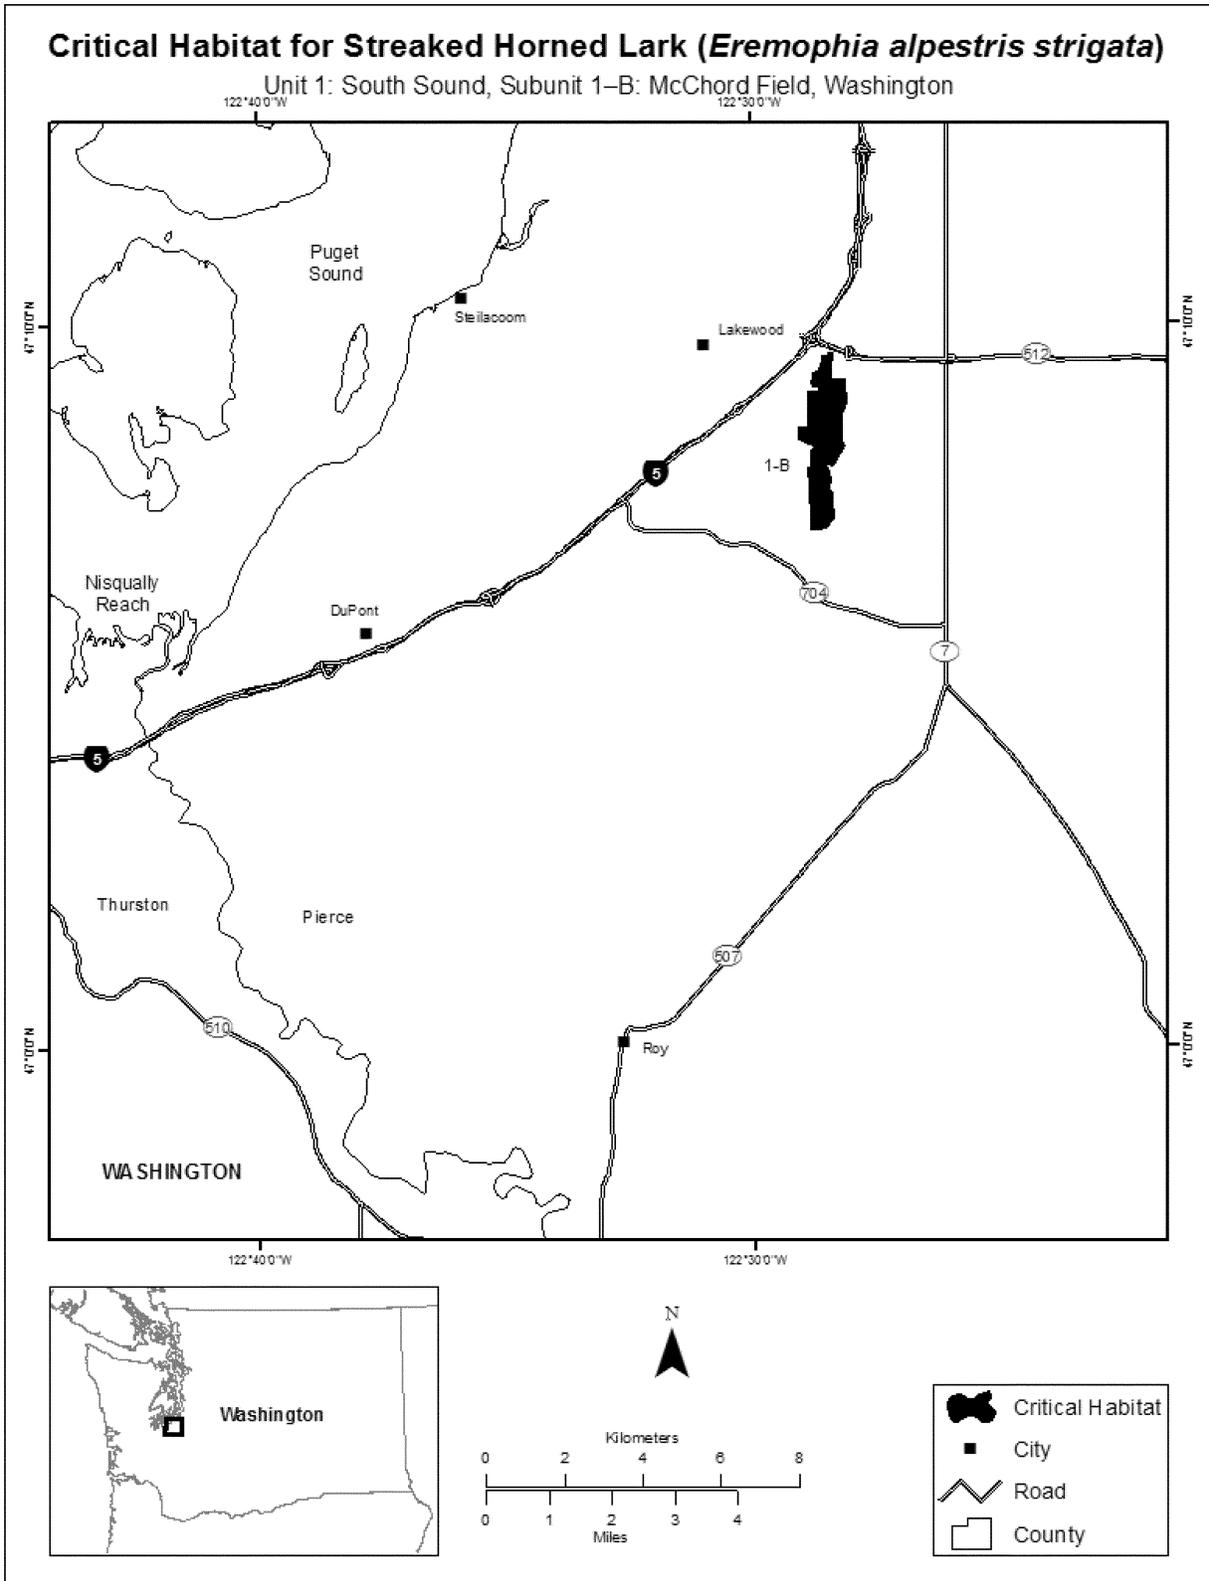 Critical Habitat for Streaked Horned Lark (Eremophia alpestris strigata)
Unit 1: South Sound, Subunit 1–B: McChord Field, Washington
122°40'0"W
122°30'0"W
Puget
Sound
Steilacoom
Lakewood
47°10'0"N
47°10'0"N
512
1-B
5
Nisqually
Reach
DuPont
704
7
5
Thurston
Pierce
507
510
Roy
47°0'0"N
47°0'0"N
WASHINGTON
122°40'0"W
122°30'0"W
Washington
N
Kilometers
0 2 4 6 8
0 1 2 3 4
Miles
Critical Habitat
City
Road
County